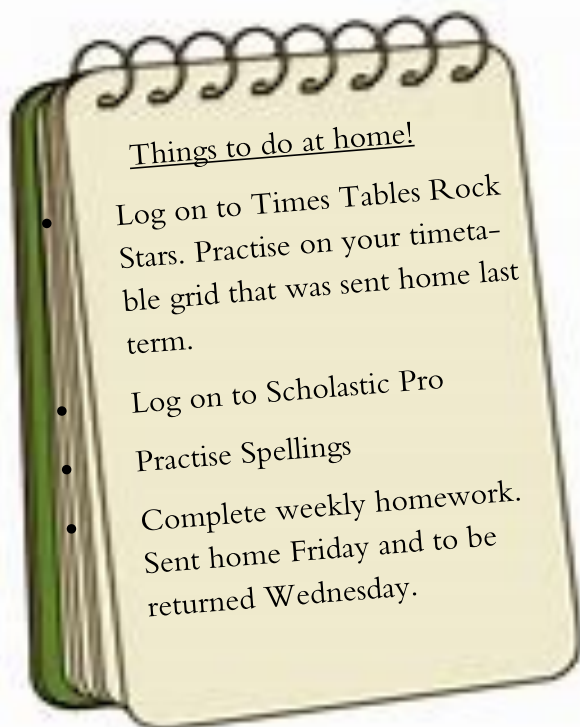 Things to do at home!
• Log on to Times Tables Rock
Stars. Practise on your timeta-
ble grid that was sent home last
term.
• Log on to Scholastic Pro
• Practise Spellings
• Complete weekly homework.
Sent home Friday and to be
returned Wednesday.